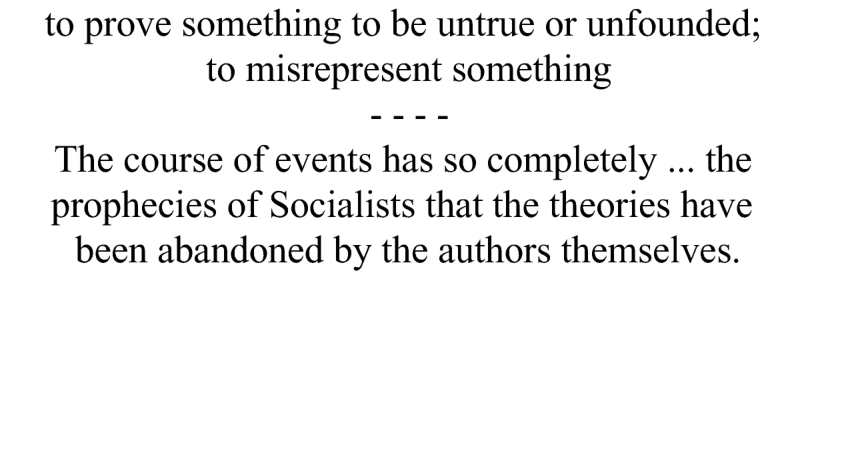 to prove something to be untrue or unfounded;
to misrepresent something
- - - -
The course of events has so completely ... the
prophecies of Socialists that the theories have
been abandoned by the authors themselves.